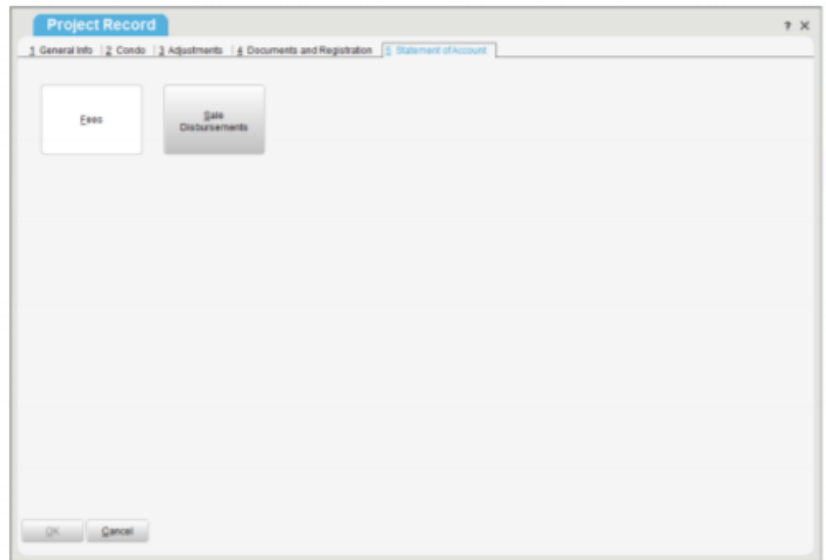 Project Record
? ×
1 General Info | 2 Condo | 3 Adjustments | 4 Documents and Registration | 5 Statement of Account
Fees
Sale
Disbursements
OK Cancel